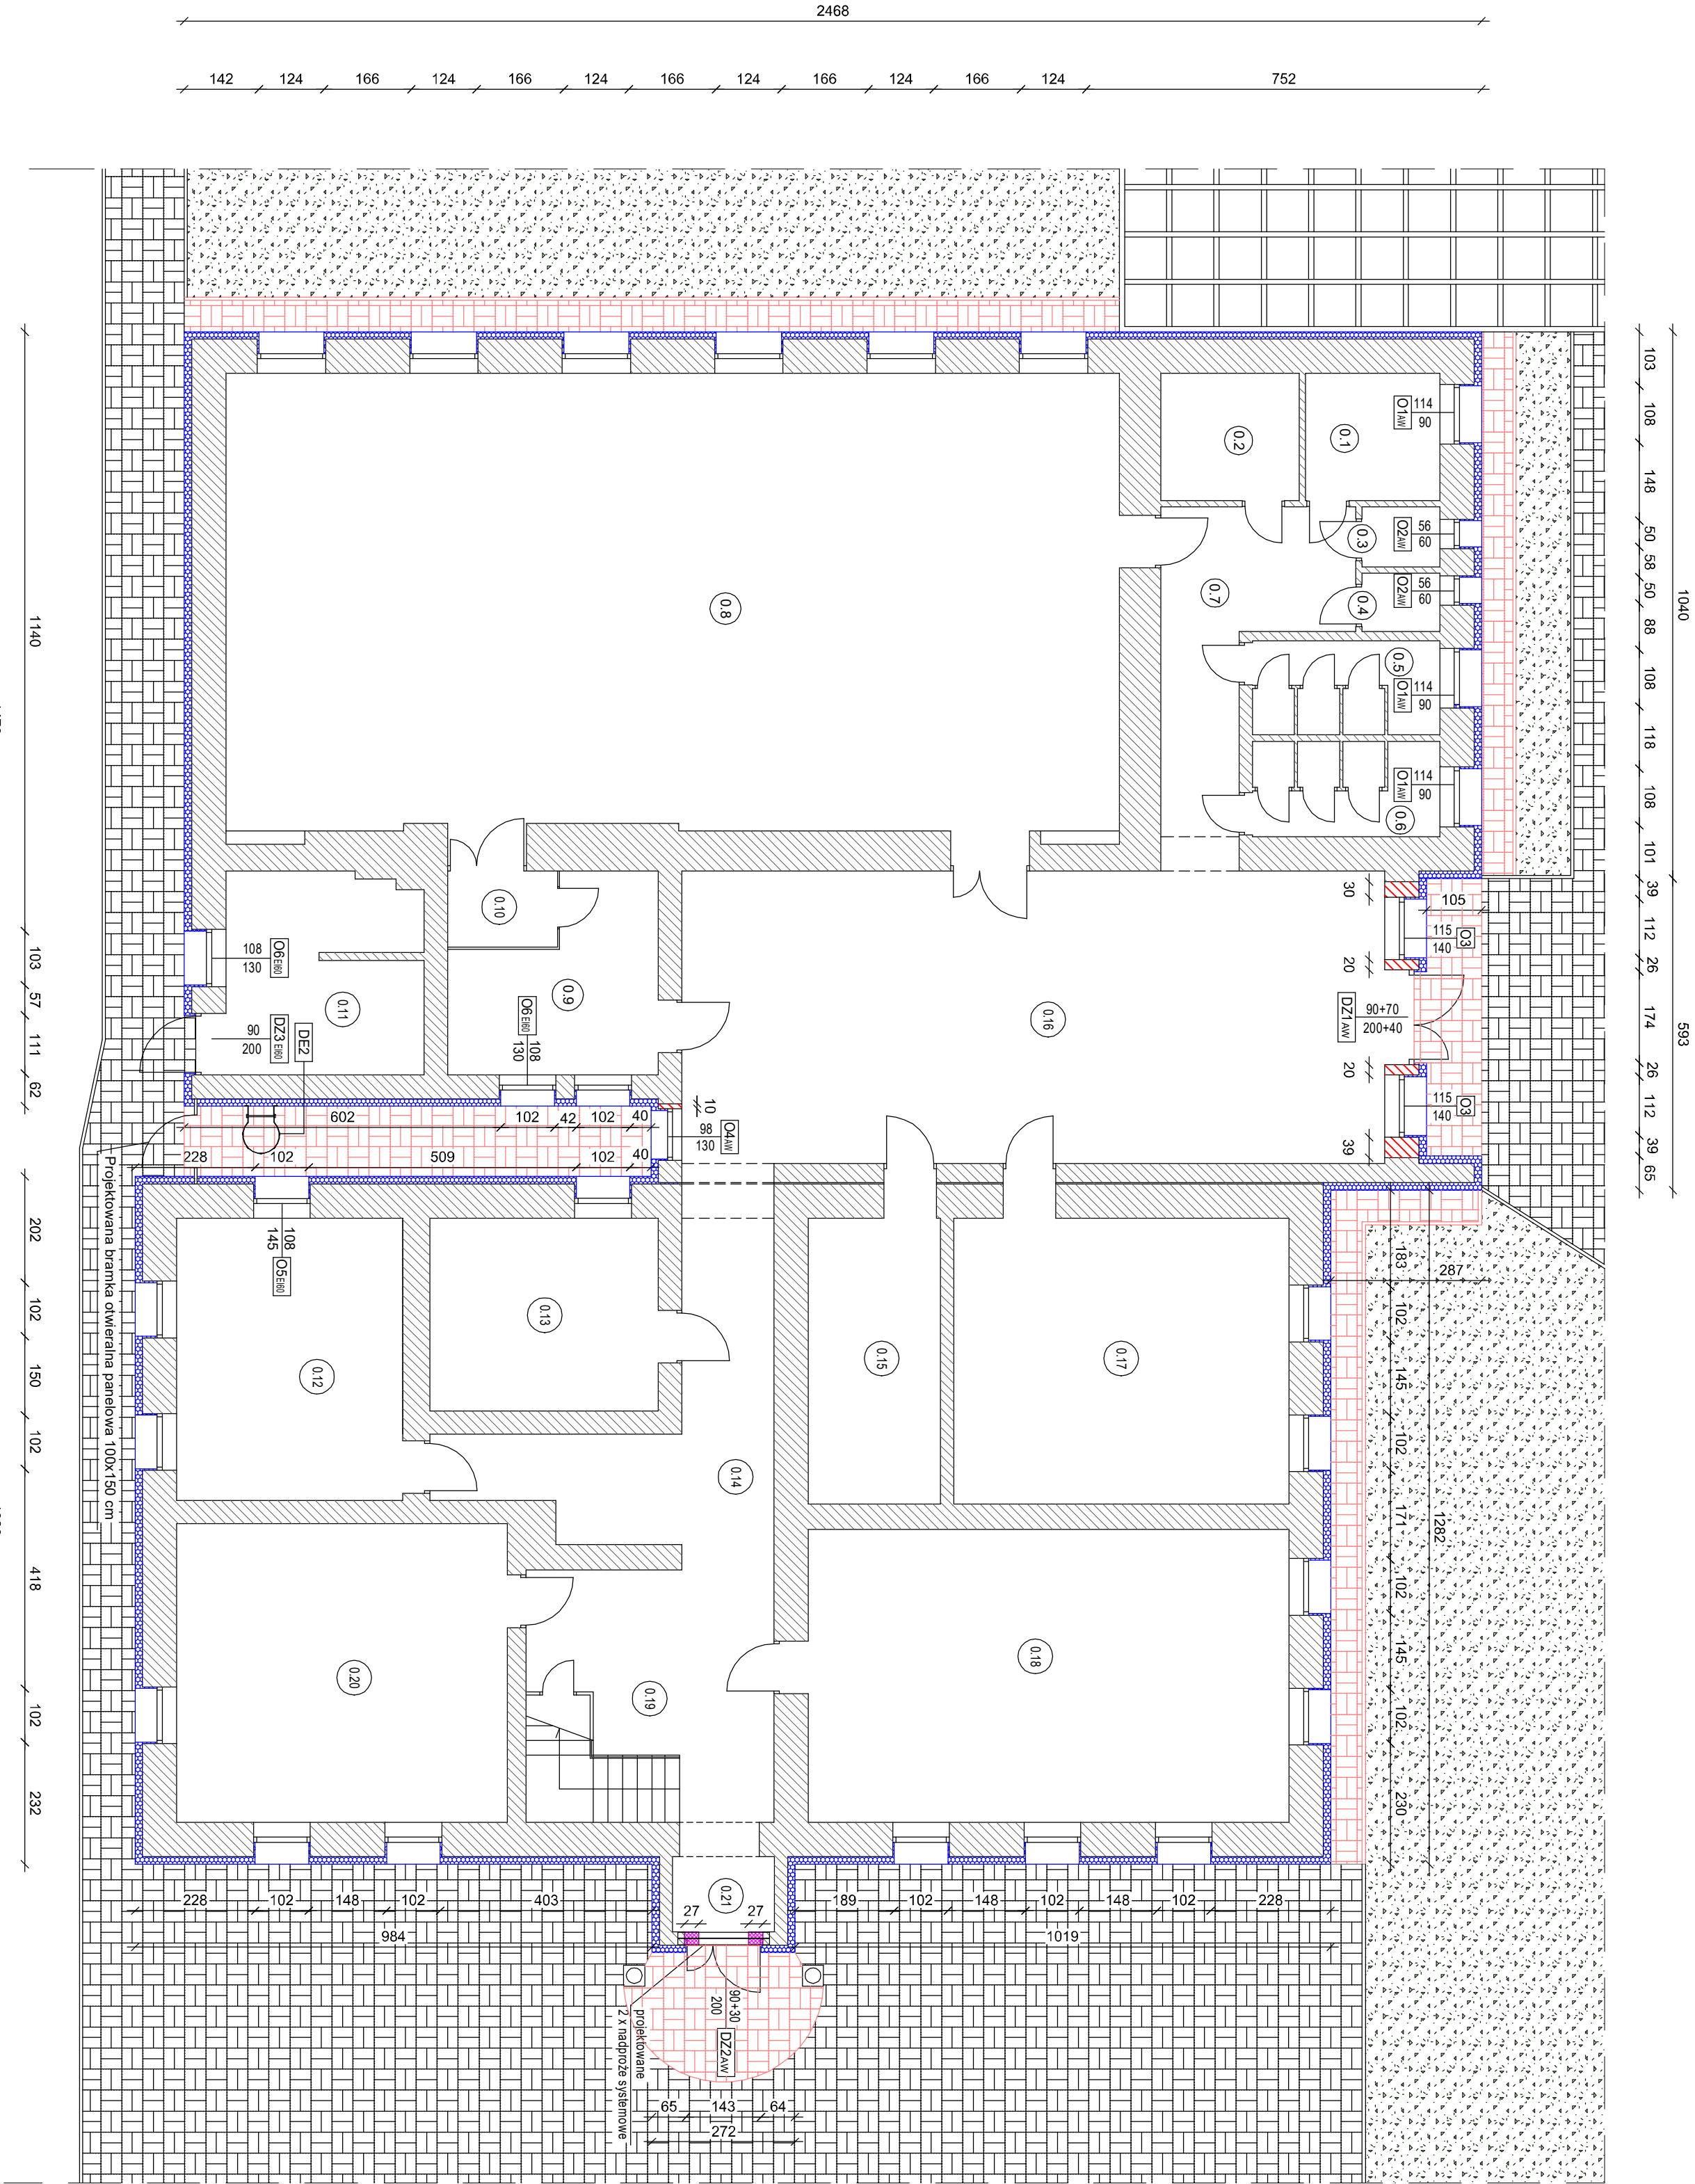 2468
142 124 166 124 166 124 166 124 166 124 166 124 752
103 108 148 50 58 50 88 108 118 108 101 39 112 26 174 26 112 39 65
1040
593
1140
103 57 111 62
202 102 150 102 418 102 232
O1AW 114 90
O2AW 56 60
O2AW 56 60
O1AW 114 90
O1AW 114 90
0.1
0.2
0.3
0.4
0.5
0.6
0.7
0.8
0.9
0.10
0.11
0.12
0.13
0.14
0.15
0.16
0.17
0.18
0.19
0.20
0.21
30
105
115 140 O3
20
DZ1AW 90+70 200+40
20
115 140 O3
39
O6EI60 108 130
DZ3EI60 90 200
DE2
O6EI60 108 130
10
98 130 O4AW
602 102 42 102 40
228 102 509 102 40
108 145 O5EI60
Projektowana bramka otwieralna panelowa 100x150 cm
287
183 102 145 102 171 102 145 102 230
1282
228 102 148 102 403
984
27 27
189 102 148 102 148 102 228
1019
90+30 200 DZ2AW
projektowane
2 x nadproże systemowe
65 143 64
272